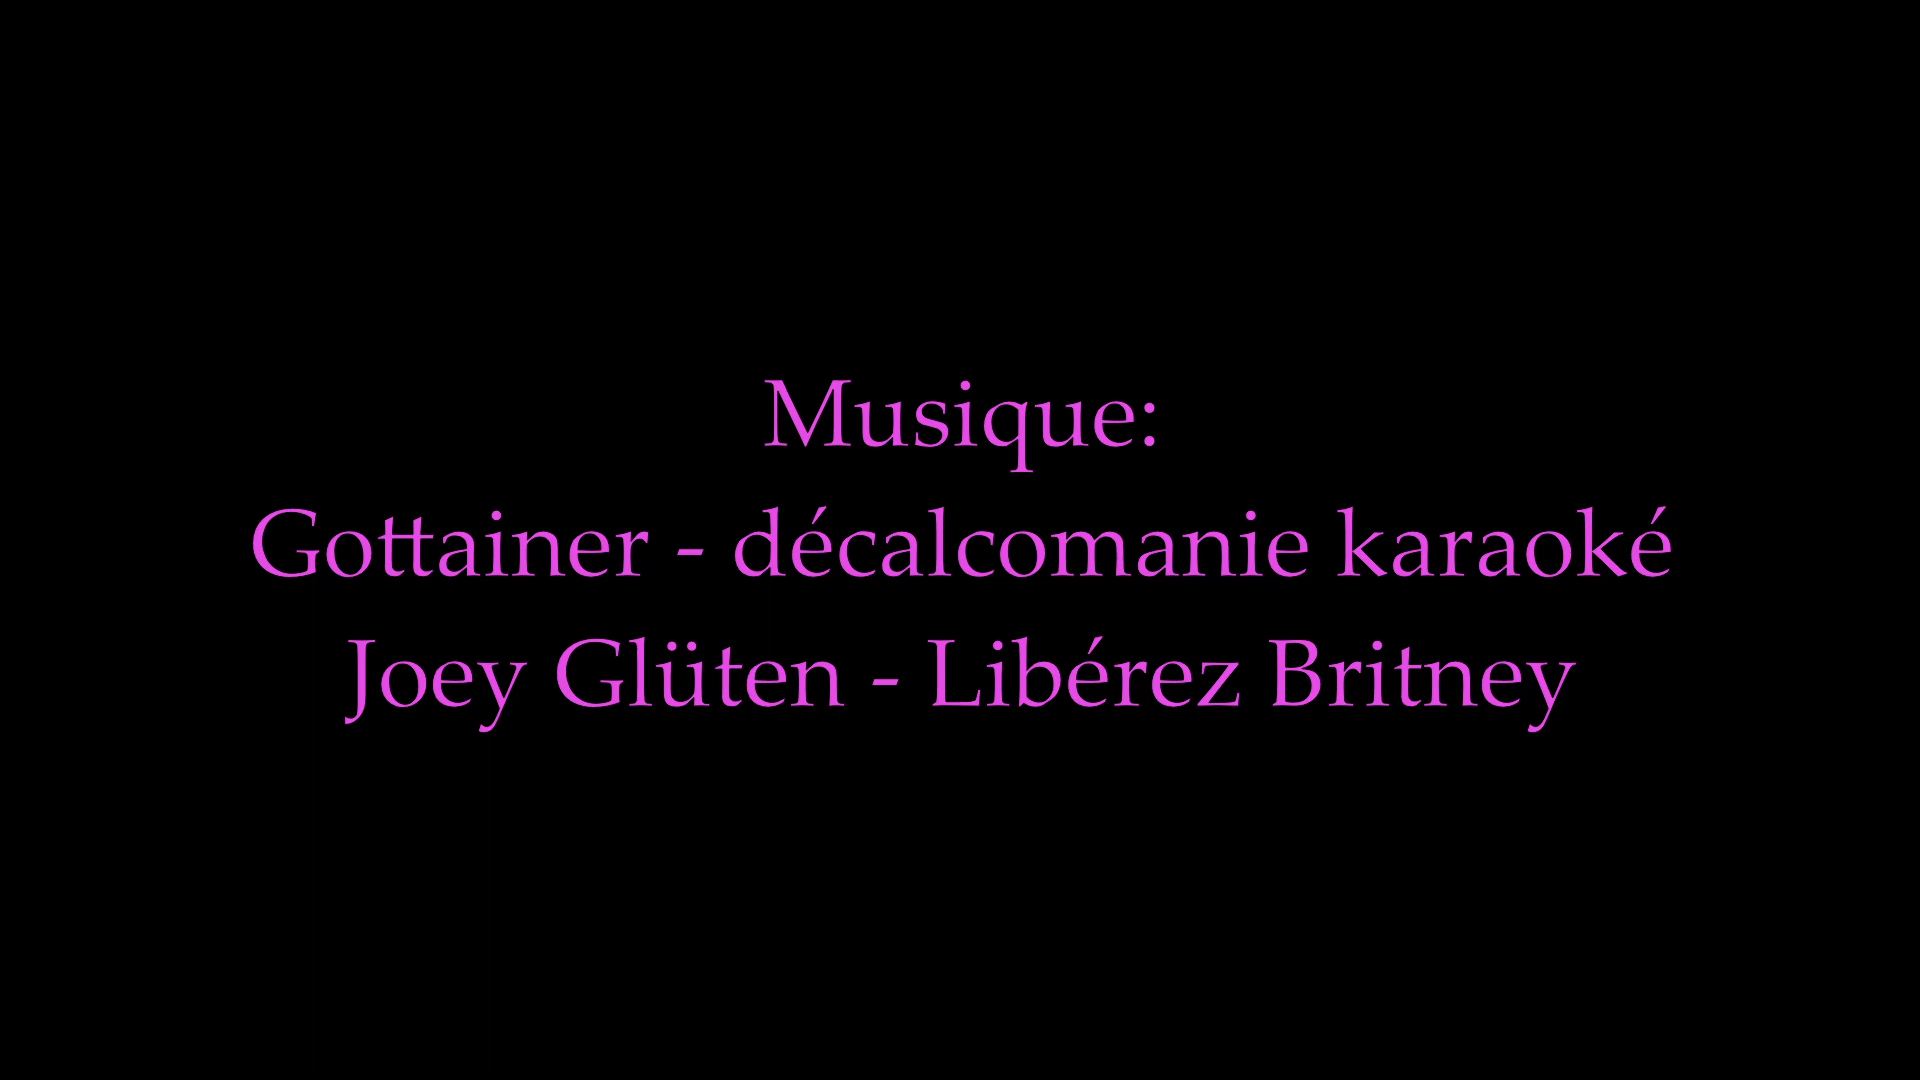 Musique:
Gottainer - décalcomanie karaoké
Joey Glüten - Libérez Britney